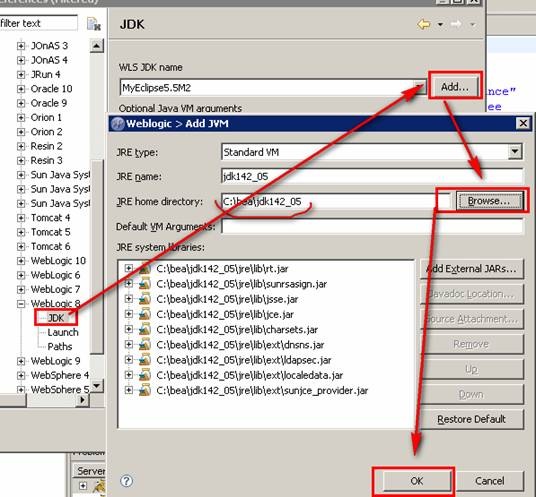 references (Filtered)
filter text
JOnAS 3
JOnAS 4
JRun 4
Oracle 10
Oracle 9
Orion 1
Orion 2
Resin 2
Resin 3
Sun Java Syst
Sun Java Syst
Tomcat 4
Tomcat 5
Tomcat 6
WebLogic 10
WebLogic 6
WebLogic 7
WebLogic 8
JDK
Launch
Paths
WebLogic 9
WebSphere 4
WebSphere 5
JDK
WLS JDK name
MyEclipse5.5M2
Add...
Optional Java VM arguments
ance"
ee
Weblogic > Add JVM
JRE type:
Standard VM
JRE name:
jdk142_05
JRE home directory:
C:\bea\jdk142_05
Browse...
Default VM Arguments:
JRE system libraries:
C:\bea\jdk142_05\jre\lib\rt.jar
C:\bea\jdk142_05\jre\lib\sunrsasign.jar
C:\bea\jdk142_05\jre\lib\jsse.jar
C:\bea\jdk142_05\jre\lib\jce.jar
C:\bea\jdk142_05\jre\lib\charsets.jar
C:\bea\jdk142_05\jre\lib\ext\dnsns.jar
C:\bea\jdk142_05\jre\lib\ext\ldapsec.jar
C:\bea\jdk142_05\jre\lib\ext\localedata.jar
C:\bea\jdk142_05\jre\lib\ext\sunjce_provider.jar
Add External JARs...
Javadoc Location...
Source Attachment...
Remove
Up
Down
Restore Default
Problem
Server
OK
Cancel